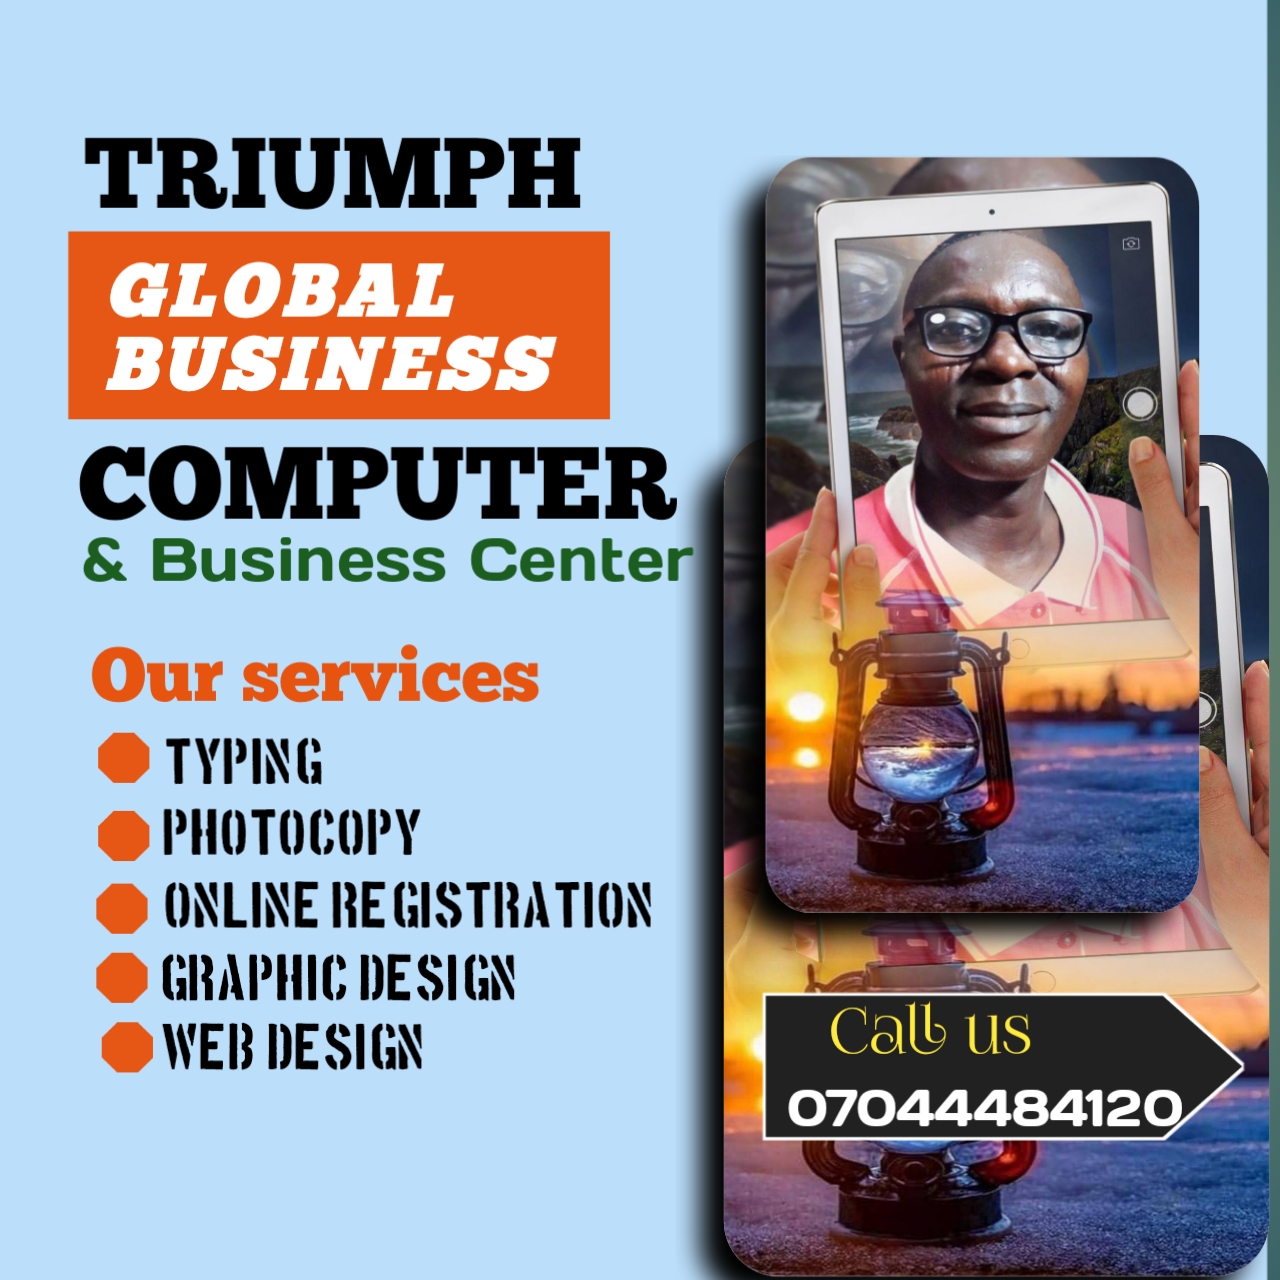 TRIUMPH
GLOBAL
BUSINESS
COMPUTER
& Business Center
Our services
TYPING
PHOTOCOPY
ONLINE REGISTRATION
GRAPHIC DESIGN
WEB DESIGN
Call us
07044484120